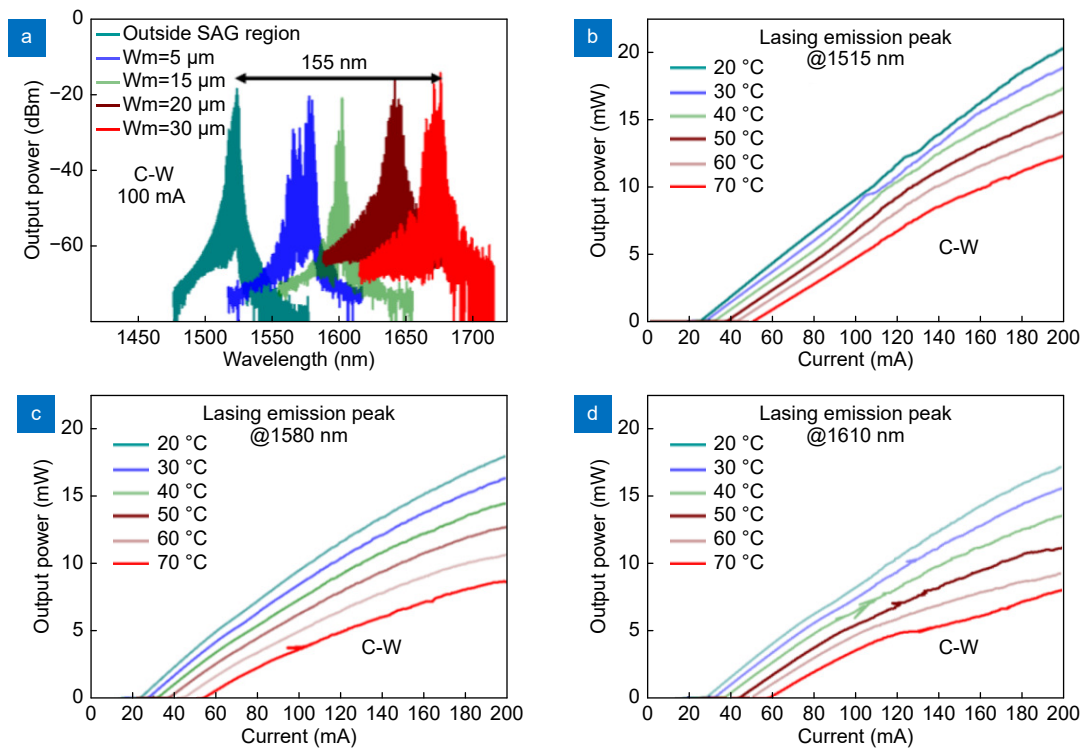 a
0
−20
−40
−60
Output power (dBm)
Outside SAG region
Wm=5 μm
Wm=15 μm
Wm=20 μm
Wm=30 μm
155 nm
C-W
100 mA
1450 1500 1550 1600 1650 1700
Wavelength (nm)
b
Lasing emission peak
@1515 nm
20
15
10
5
0
Output power (mW)
20 °C
30 °C
40 °C
50 °C
60 °C
70 °C
C-W
0 20 40 60 80 100 120 140 160 180 200
Current (mA)
c
Lasing emission peak
@1580 nm
20
15
10
5
0
Output power (mW)
20 °C
30 °C
40 °C
50 °C
60 °C
70 °C
C-W
0 20 40 60 80 100 120 140 160 180 200
Current (mA)
d
Lasing emission peak
@1610 nm
20
15
10
5
0
Output power (mW)
20 °C
30 °C
40 °C
50 °C
60 °C
70 °C
C-W
0 20 40 60 80 100 120 140 160 180 200
Current (mA)